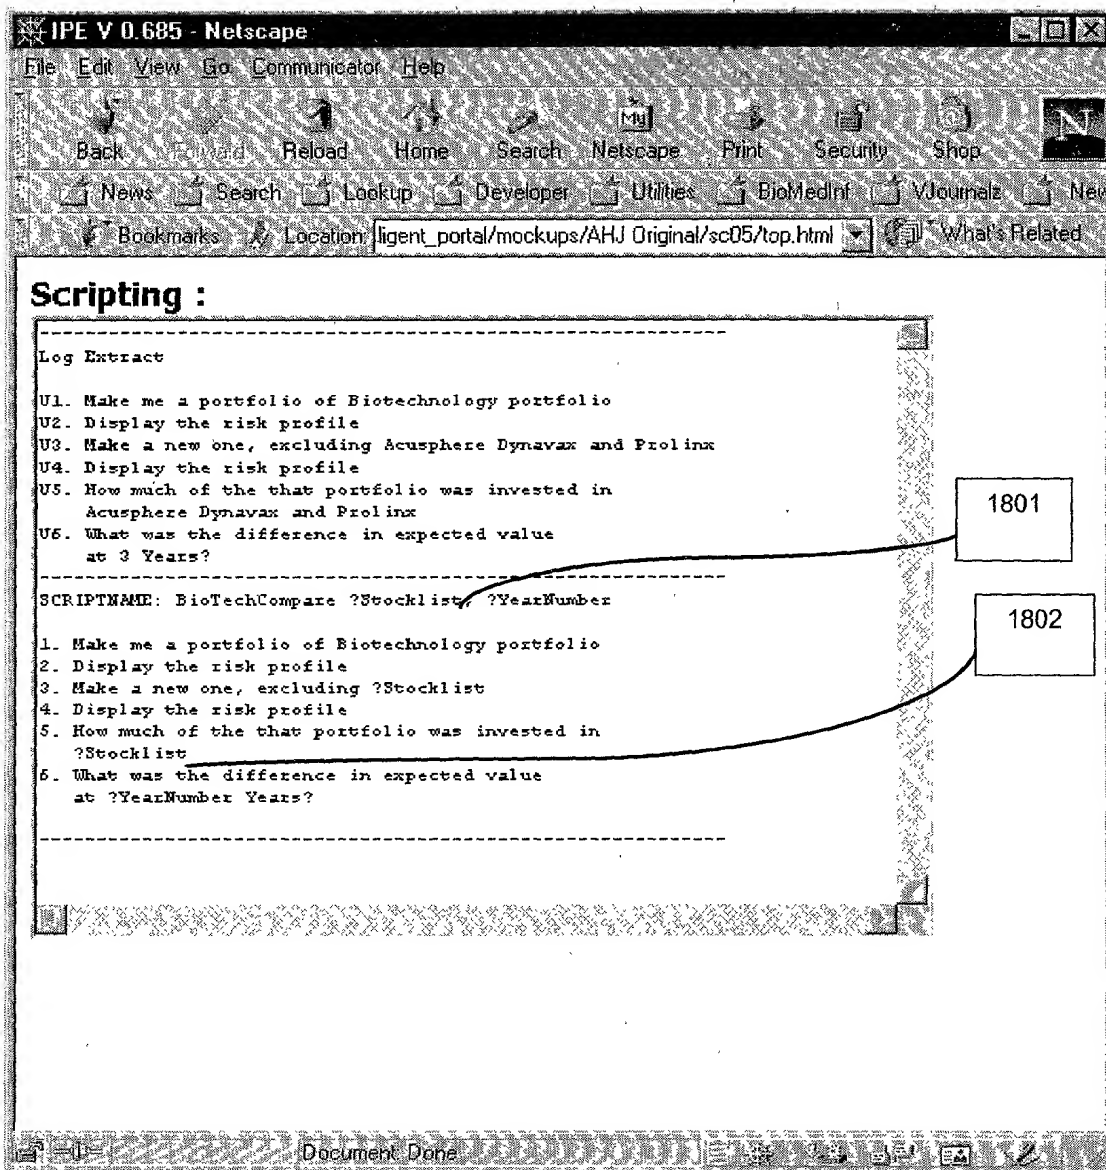 IPE V 0.685 - Netscape
File Edit View Go Communicator Help
Back Forward Reload Home Search Netscape Print Security Shop
News Search Lookup Developer Utilities BioMedInf VJournalz New
Bookmarks Location: ligent_portal/mockups/AHJ Original/sc05/top.html What's Related
Scripting :
Log Extract
U1. Make me a portfolio of Biotechnology portfolio
U2. Display the risk profile
U3. Make a new one, excluding Acusphere Dynavax and Prolinx
U4. Display the risk profile
U5. How much of the that portfolio was invested in
Acusphere Dynavax and Prolinx
U6. What was the difference in expected value
at 3 Years?
SCRIPTNAME: BioTechCompare ?Stocklist, ?YearNumber
1. Make me a portfolio of Biotechnology portfolio
2. Display the risk profile
3. Make a new one, excluding ?Stocklist
4. Display the risk profile
5. How much of the that portfolio was invested in
?Stocklist
6. What was the difference in expected value
at ?YearNumber Years?
1801
1802
Document: Done